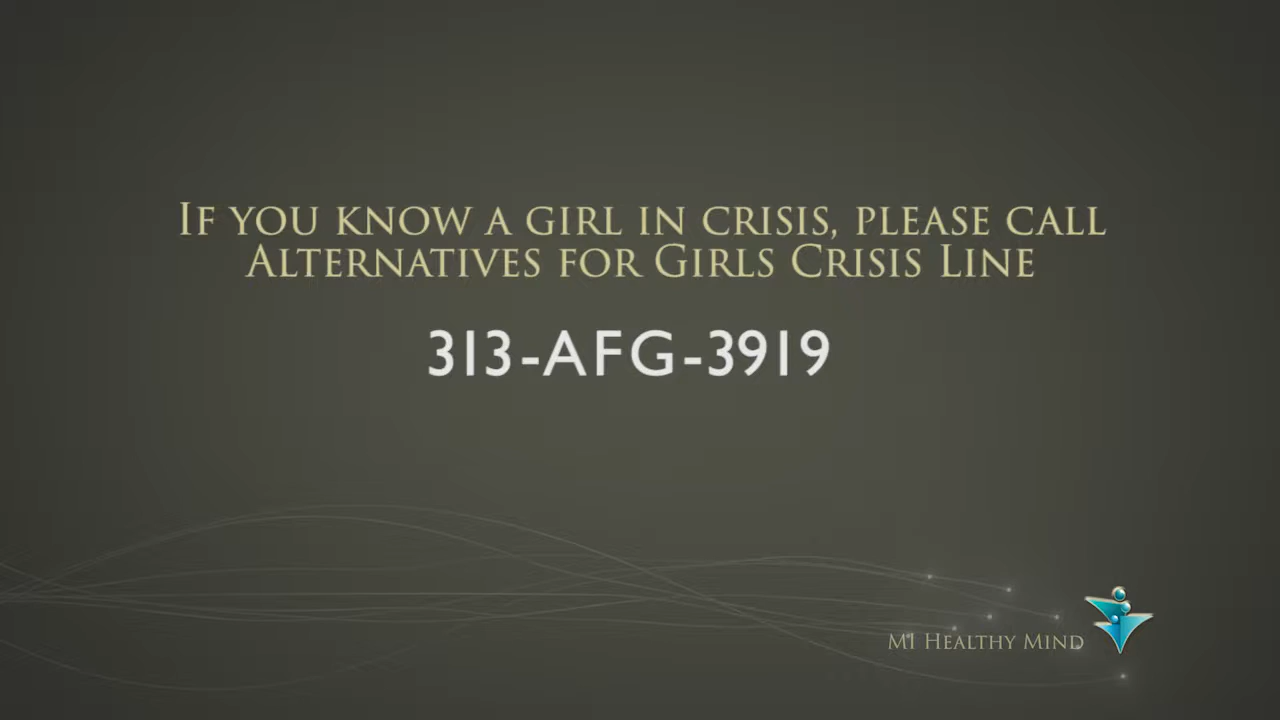 If you know a girl in crisis, please call
Alternatives for Girls Crisis Line
313-AFG-3919
MI Healthy Mind